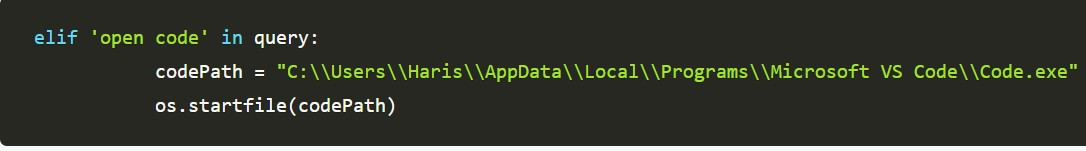 elif 'open code' in query:
            codePath = "C:\\Users\\Haris\\AppData\\Local\\Programs\\Microsoft VS Code\\Code.exe"
            os.startfile(codePath)